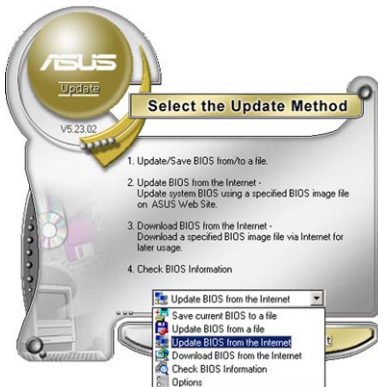 ASUS
Update
V5.23.02
Select the Update Method
1. Update/Save BIOS from/to a file.
2. Update BIOS from the Internet -
Update system BIOS using a specified BIOS image file
on ASUS Web Site.
3. Download BIOS from the Internet -
Download a specified BIOS image file via Internet for
later usage.
4. Check BIOS Information
Update BIOS from the Internet
Save current BIOS to a file
Update BIOS from a file
Update BIOS from the Internet
Download BIOS from the Internet
Check BIOS Information
Options